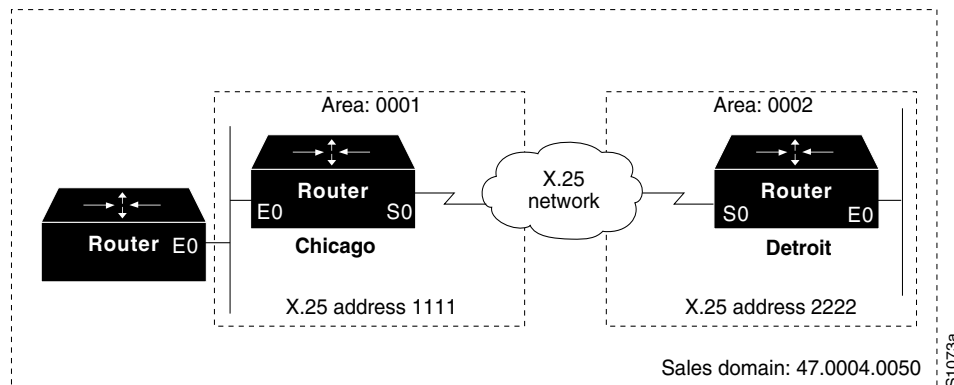 Area: 0001
Area: 0002
Router
E0
S0
Chicago
Router
E0
X.25
network
Router
S0
E0
Detroit
X.25 address 1111
X.25 address 2222
Sales domain: 47.0004.0050
S1073a